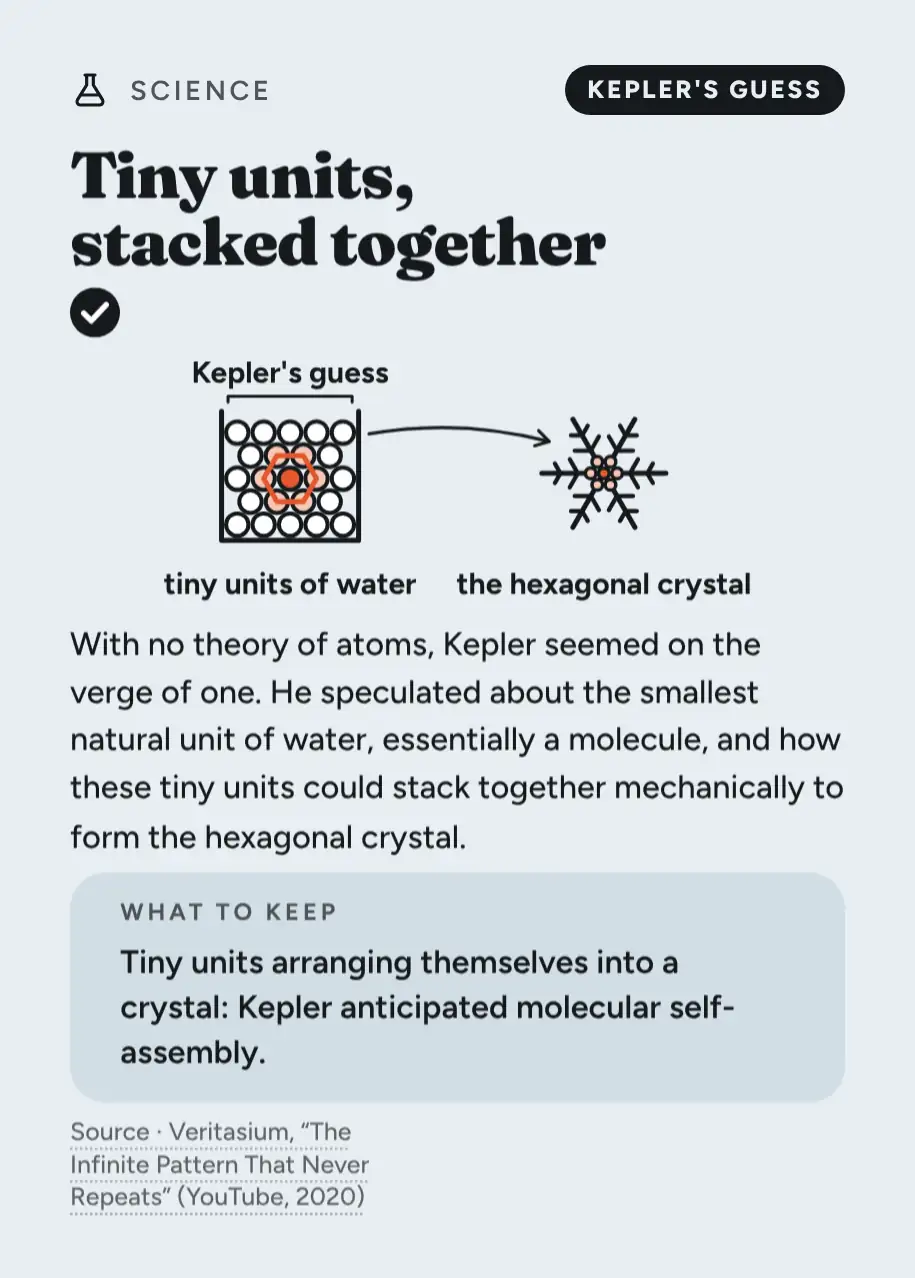 SCIENCE
KEPLER'S GUESS
Tiny units,
stacked together
Kepler's guess
tiny units of water
the hexagonal crystal
With no theory of atoms, Kepler seemed on the
verge of one. He speculated about the smallest
natural unit of water, essentially a molecule, and how
these tiny units could stack together mechanically to
form the hexagonal crystal.
WHAT TO KEEP
Tiny units arranging themselves into a
crystal: Kepler anticipated molecular self-
assembly.
Source · Veritasium, “The
Infinite Pattern That Never
Repeats” (YouTube, 2020)